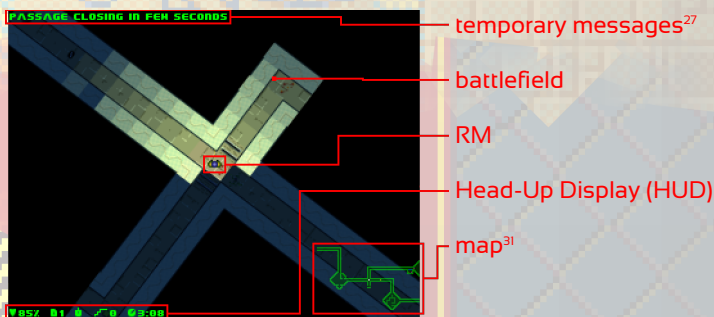 PASSAGE CLOSING IN FEW SECONDS
temporary messages27
battlefield
RM
Head-Up Display (HUD)
map31
85% 1 0 3:08